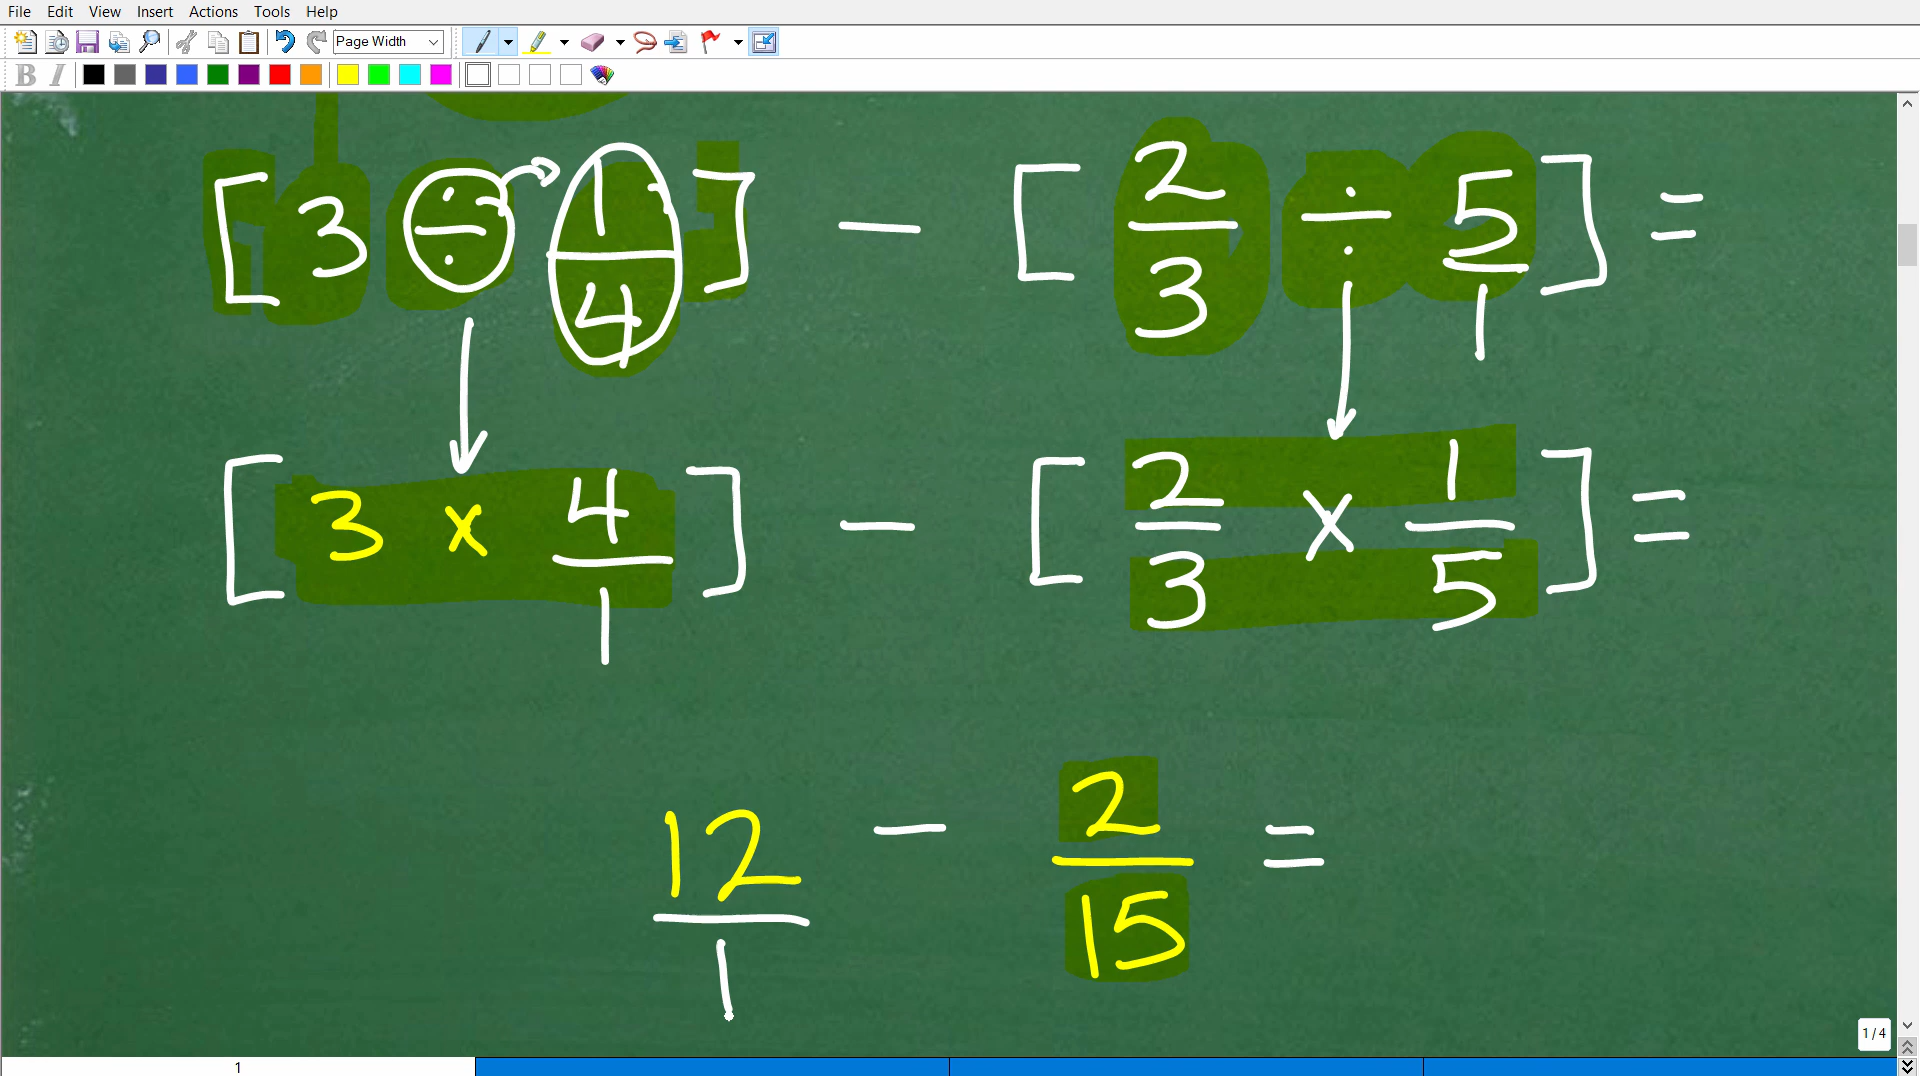 File Edit View Insert Actions Tools Help
Page Width
B I
[ 3 ÷ 1/4 ] − [ 2/3 ÷ 5/1 ] =
[ 3 x 4/1 ] − [ 2/3 x 1/5 ] =
12/1 − 2/15 =
1 / 4
1